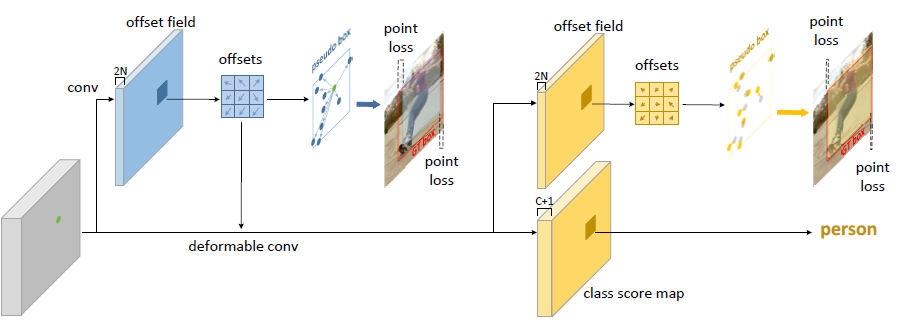 offset field
2N
conv
offsets
pseudo box
point
loss
GT box
point
loss
deformable conv
offset field
2N
offsets
pseudo box
point
loss
GT box
point
loss
C+1
person
class score map